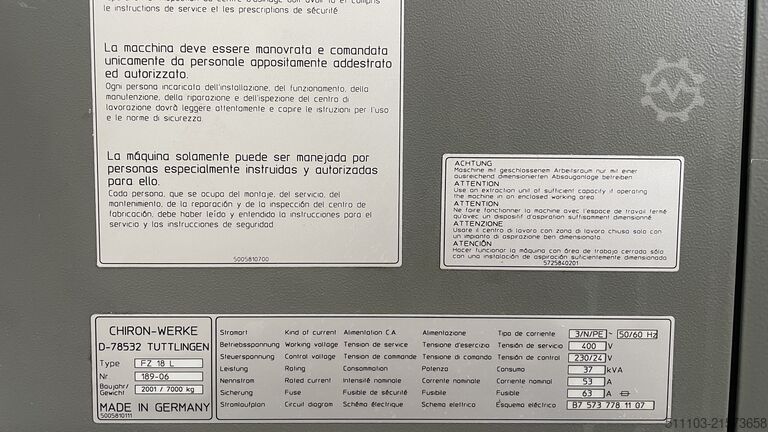 le instructions de service et les prescriptions de sécurité
La macchina deve essere manovrata e comandata
unicamente da personale appositamente addestrato
ed autorizzato.
Ogni persona incaricata dell'installazione, del funzionamento, della
manutenzione, della riparazione e dell'ispezione del centro di
lavorazione dovrà leggere attentamente e capire le istruzioni per l'uso
e le norme di sicurezza.
La máquina solamente puede ser manejada por
personas especialmente instruidas y autorizadas
para ello.
Cada persona, que se ocupa del montaje, del servicio, del
mantenimiento, de la reparación y de la inspección del centro de
fabricación, debe haber leído y entendido la instrucciones para el
servicio y las instrucciones de seguridad
5005810700
ACHTUNG
Maschine mit geschlossenem Arbeitsraum nur mit einer
ausreichend dimensionierten Absauganlage betreiben
ATTENTION
Use an extraction unit of sufficient capacity if operating
the machine in an enclosed working area
ATTENTION
Ne faire fonctionner la machine avec l'espace de travail fermé
qu'avec un dispositif d'aspiration suffisamment dimensionné
ATTENZIONE
Usare il centro di lavoro con zona di lavoro chiusa solo con
un impianto di aspirazione ben dimensionato
ATENCIÓN
Hacer funcionar la máquina con área de trabajo cerrada sólo
con una instalación de aspiración suficientemente dimensionada
5725840201
CHIRON-WERKE
D-78532 TUTTLINGEN
Type FZ 18 L
Nr 189-06
Baujahr/ Gewicht 2001 / 7000 kg
MADE IN GERMANY
5005810111
Stromart Kind of current Alimentation C.A. Alimentazione Tipo de corriente 3/N/PE ~ 50/60 Hz
Betriebsspannung Working voltage Tension de service Tensione d'esercizio Tensión de servicio 400 V
Steuerspannung Control voltage Tension de commande Tensione di comando Tensión de control 230/24 V
Leistung Rating Consommation Potenza Consumo 37 kVA
Nennstrom Rated current Intensité nominale Corrente nominale Corriente nominal 53 A
Sicherung Fuse Fusible de sécurité Fusibile Fusible 63 A
Stromlaufplan Circuit diagram Schéma électrique Schema elettrico Esquema eléctrico B7 573 778 11 07
311103-21573658